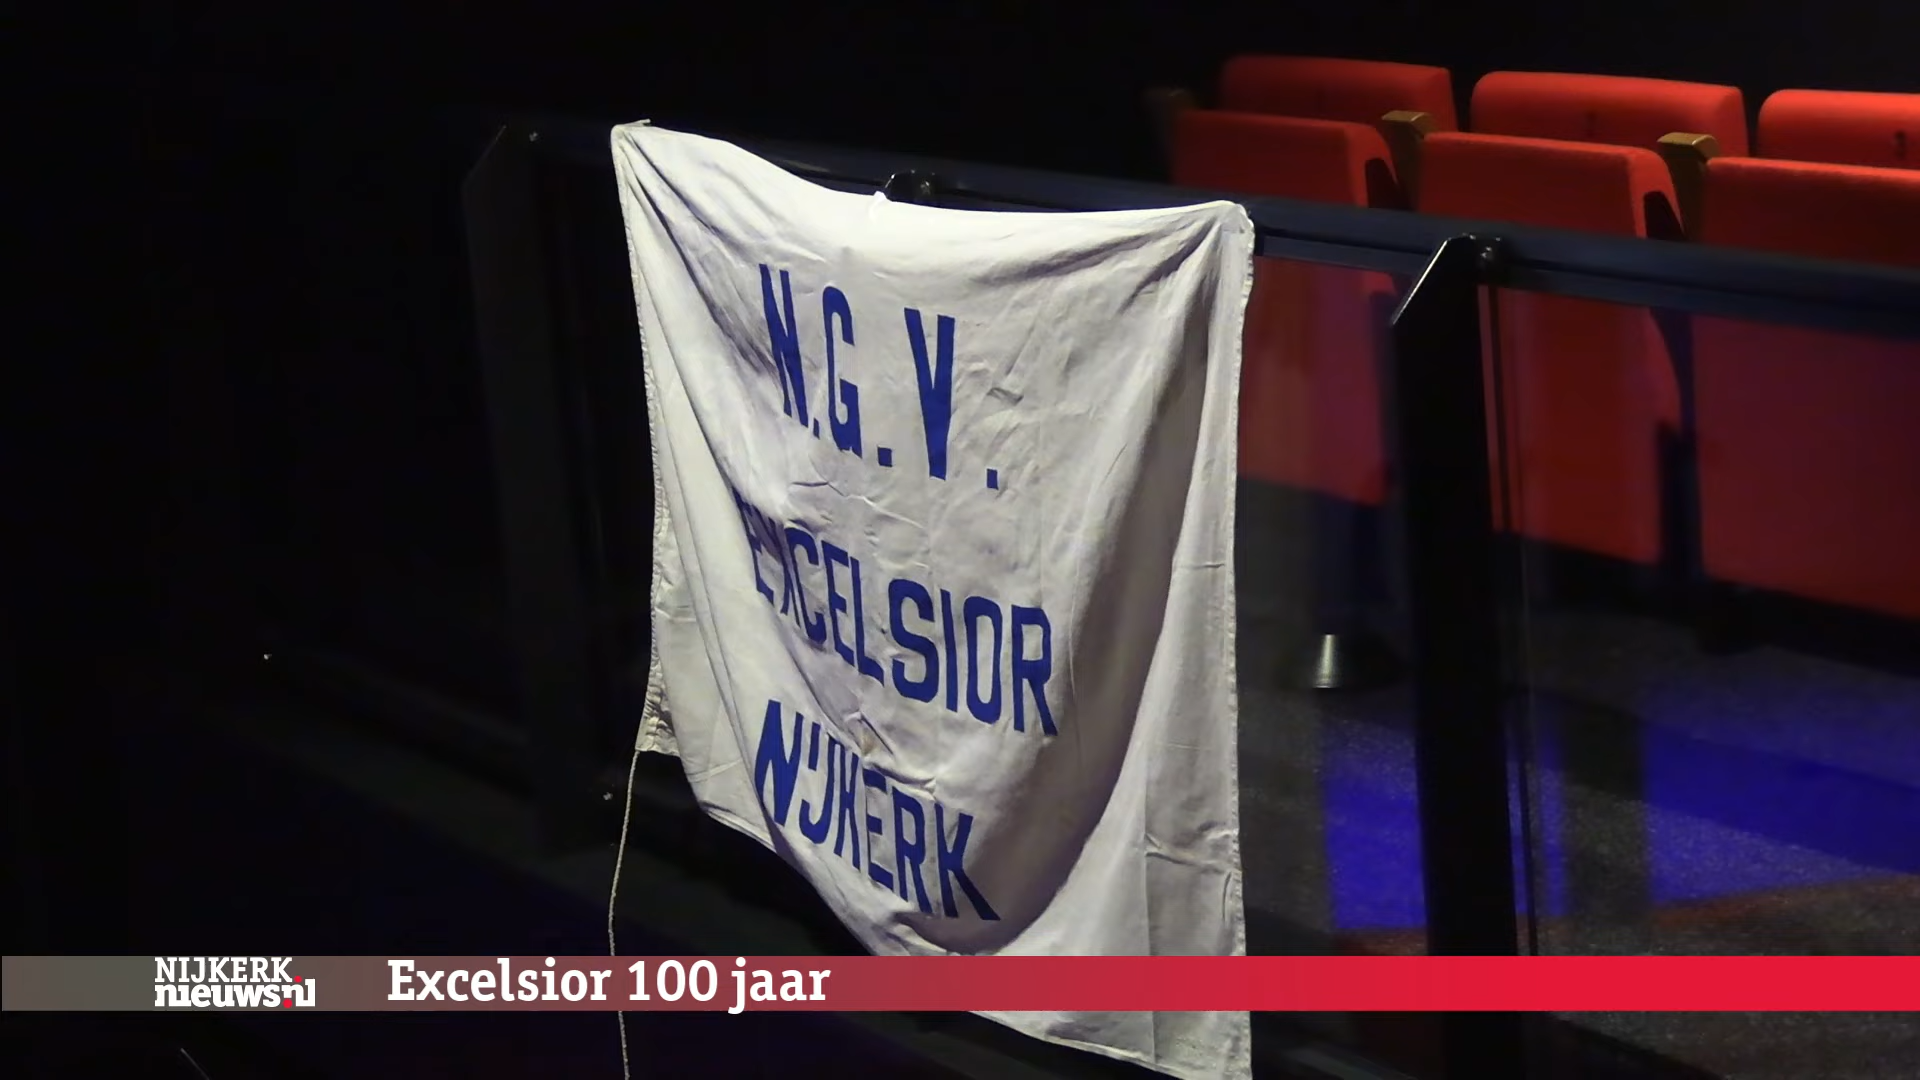 N.G.V.
EXCELSIOR
NIJKERK
NIJKERK
nieuws.nl
Excelsior 100 jaar